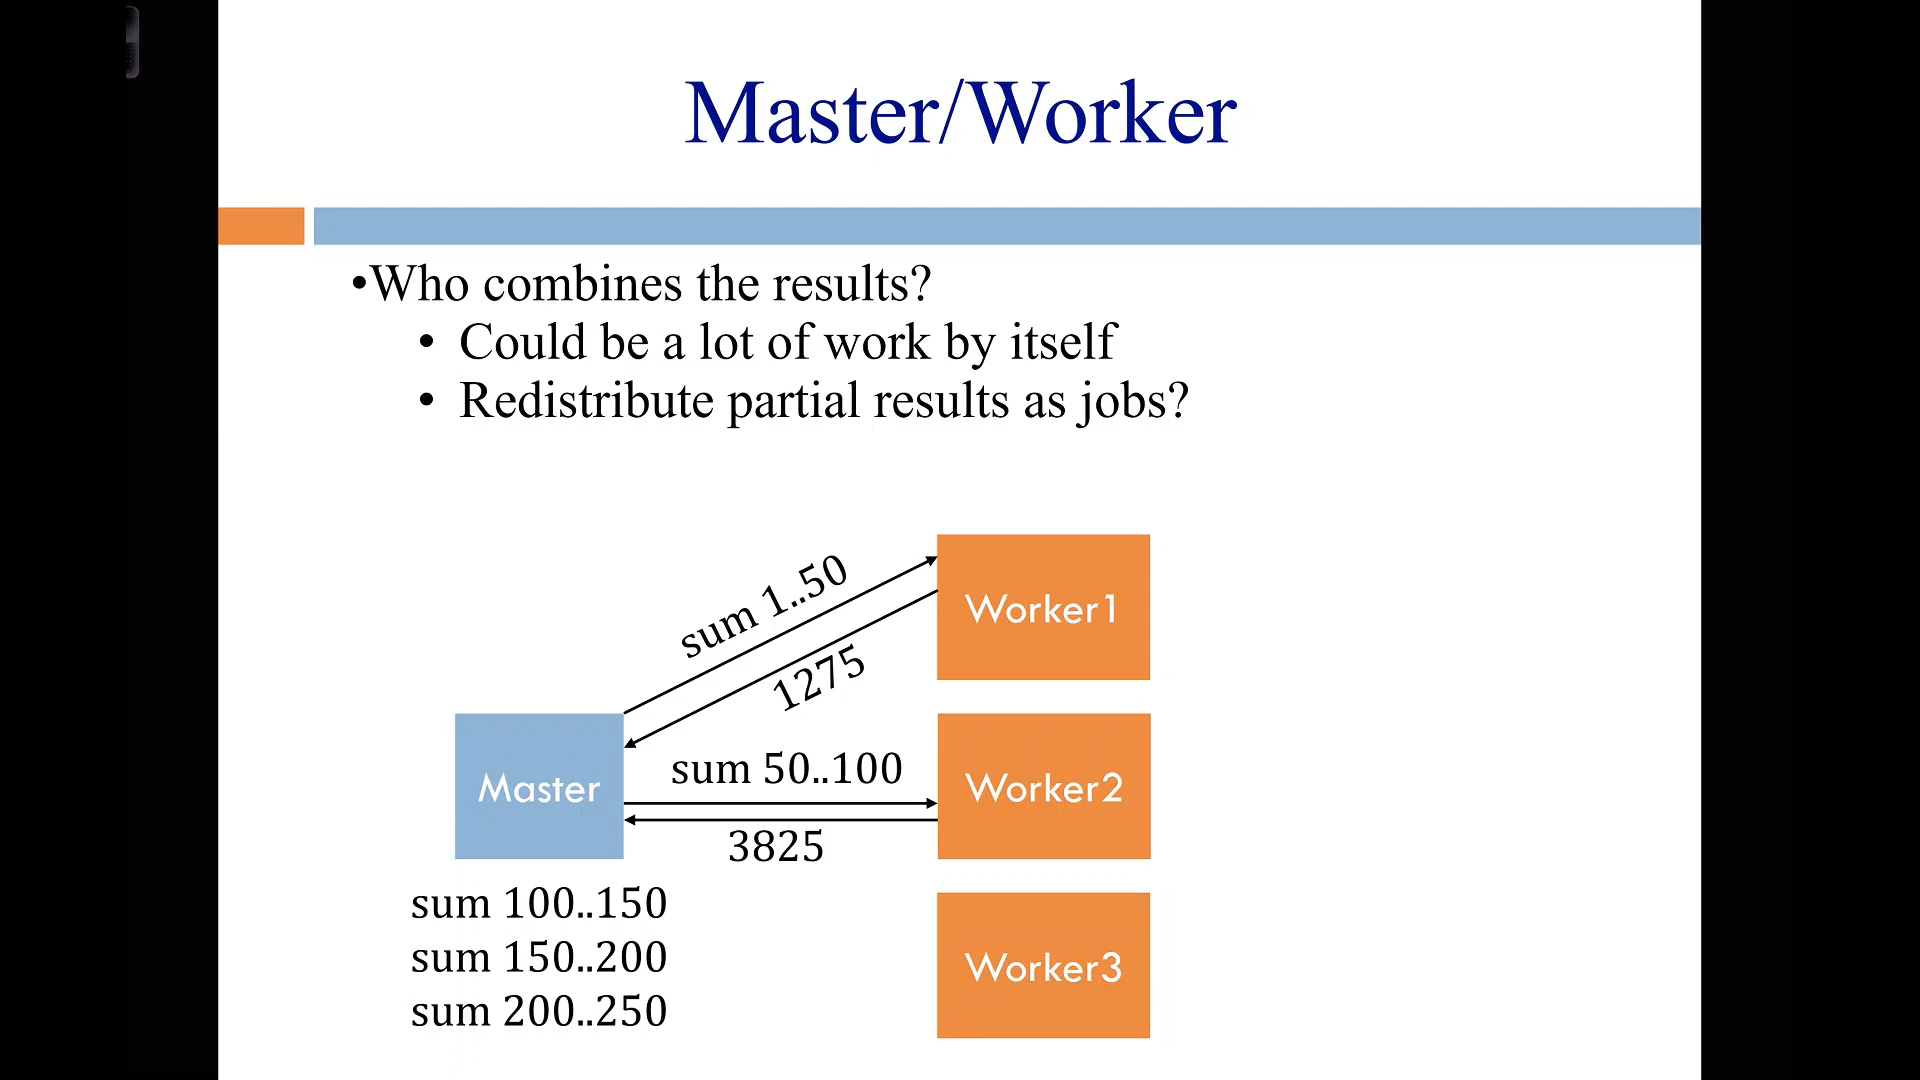 Master/Worker
•Who combines the results?
• Could be a lot of work by itself
• Redistribute partial results as jobs?
sum 1..50
1275
Worker1
Master
sum 50..100
3825
Worker2
sum 100..150
sum 150..200
sum 200..250
Worker3